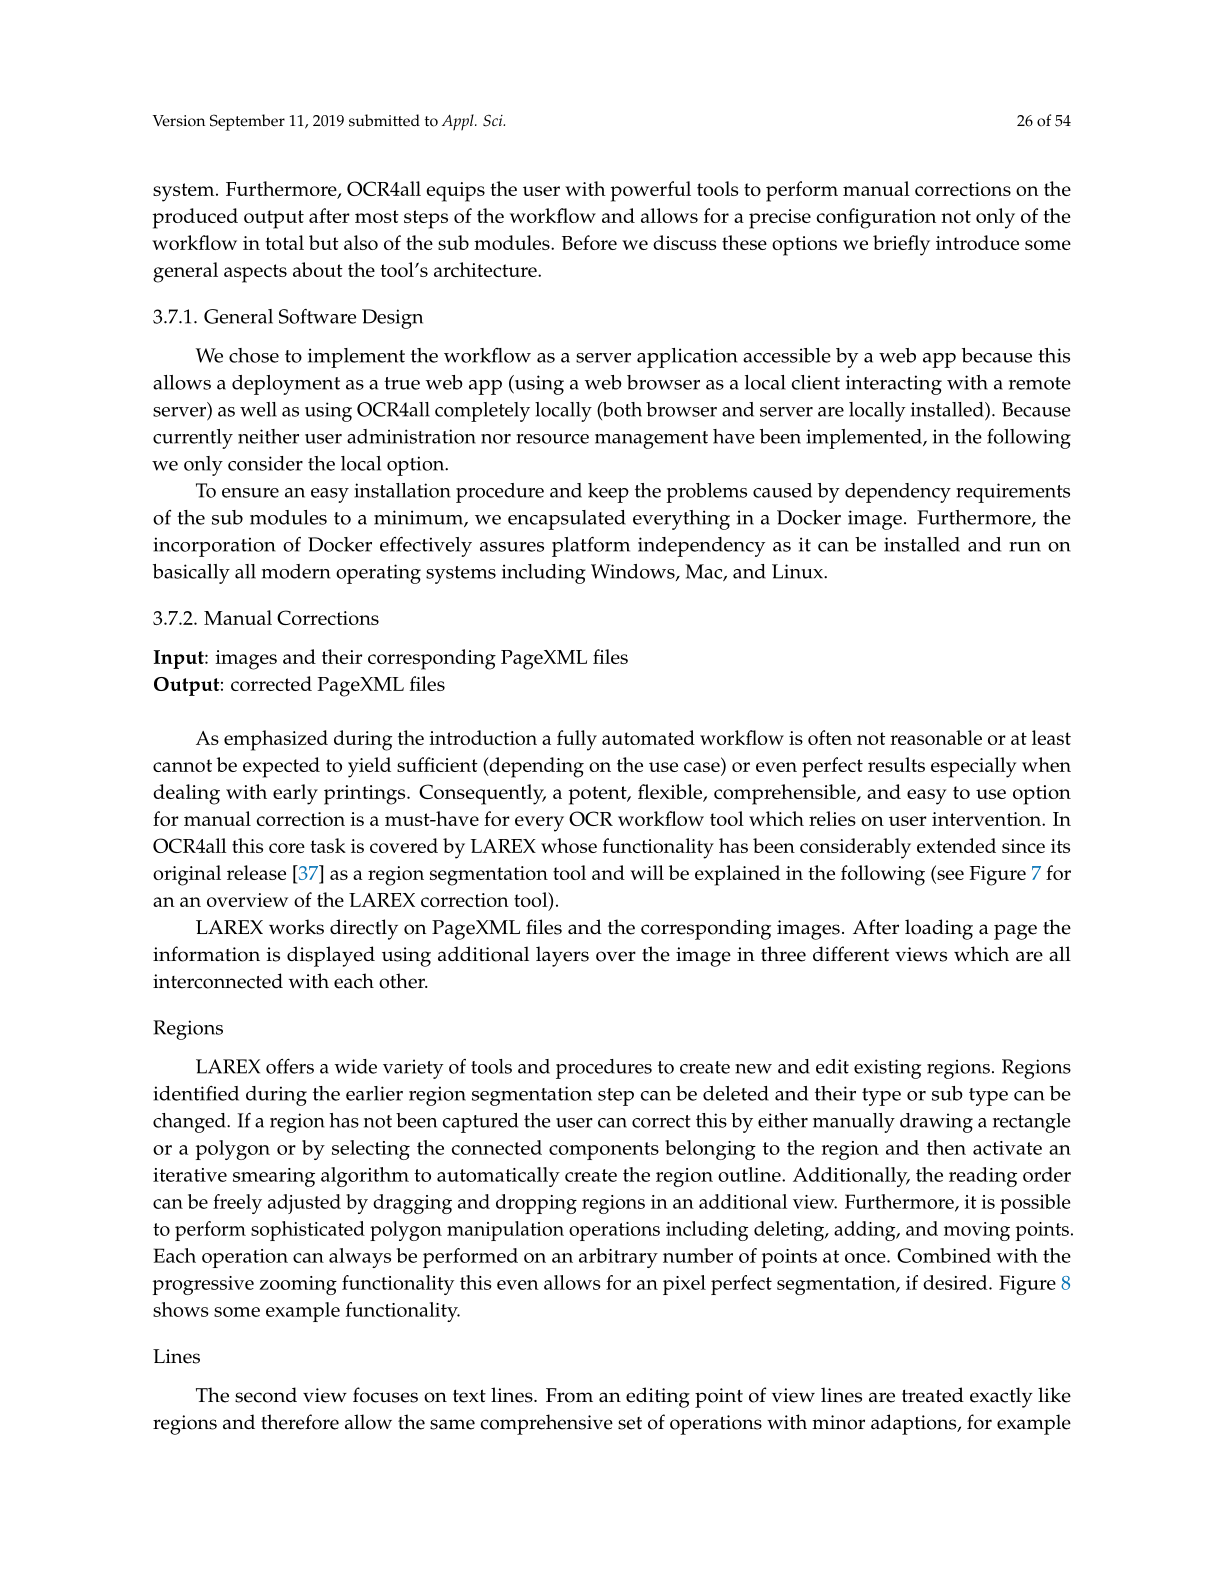 Version September 11, 2019 submitted to Appl. Sci.
26 of 54
system. Furthermore, OCR4all equips the user with powerful tools to perform manual corrections on the
produced output after most steps of the workflow and allows for a precise configuration not only of the
workflow in total but also of the sub modules. Before we discuss these options we briefly introduce some
general aspects about the tool's architecture.
3.7.1. General Software Design
We chose to implement the workflow as a server application accessible by a web app because this
allows a deployment as a true web app (using a web browser as a local client interacting with a remote
server) as well as using OCR4all completely locally (both browser and server are locally installed). Because
currently neither user administration nor resource management have been implemented, in the following
we only consider the local option.
To ensure an easy installation procedure and keep the problems caused by dependency requirements
of the sub modules to a minimum, we encapsulated everything in a Docker image. Furthermore, the
incorporation of Docker effectively assures platform independency as it can be installed and run on
basically all modern operating systems including Windows, Mac, and Linux.
3.7.2. Manual Corrections
Input: images and their corresponding PageXML files
Output: corrected PageXML files
As emphasized during the introduction a fully automated workflow is often not reasonable or at least
cannot be expected to yield sufficient (depending on the use case) or even perfect results especially when
dealing with early printings. Consequently, a potent, flexible, comprehensible, and easy to use option
for manual correction is a must-have for every OCR workflow tool which relies on user intervention. In
OCR4all this core task is covered by LAREX whose functionality has been considerably extended since its
original release [37] as a region segmentation tool and will be explained in the following (see Figure 7 for
an an overview of the LAREX correction tool).
LAREX works directly on PageXML files and the corresponding images. After loading a page the
information is displayed using additional layers over the image in three different views which are all
interconnected with each other.
Regions
LAREX offers a wide variety of tools and procedures to create new and edit existing regions. Regions
identified during the earlier region segmentation step can be deleted and their type or sub type can be
changed. If a region has not been captured the user can correct this by either manually drawing a rectangle
or a polygon or by selecting the connected components belonging to the region and then activate an
iterative smearing algorithm to automatically create the region outline. Additionally, the reading order
can be freely adjusted by dragging and dropping regions in an additional view. Furthermore, it is possible
to perform sophisticated polygon manipulation operations including deleting, adding, and moving points.
Each operation can always be performed on an arbitrary number of points at once. Combined with the
progressive zooming functionality this even allows for an pixel perfect segmentation, if desired. Figure 8
shows some example functionality.
Lines
The second view focuses on text lines. From an editing point of view lines are treated exactly like
regions and therefore allow the same comprehensive set of operations with minor adaptions, for example